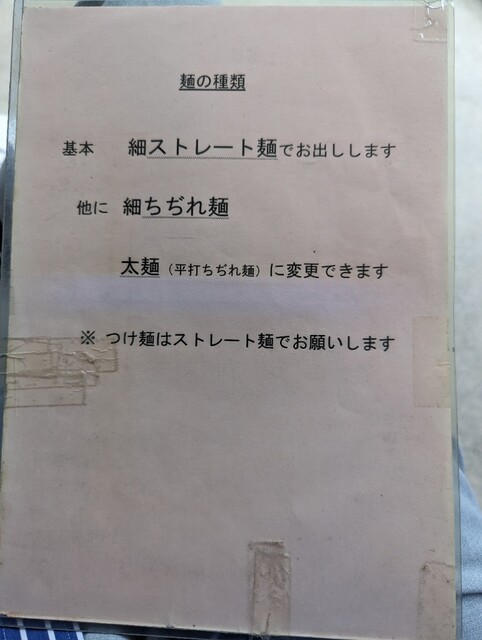 麺の種類
基本　細ストレート麺でお出しします
他に　細ちぢれ麺
太麺（平打ちぢれ麺）に変更できます
※ つけ麺はストレート麺でお願いします